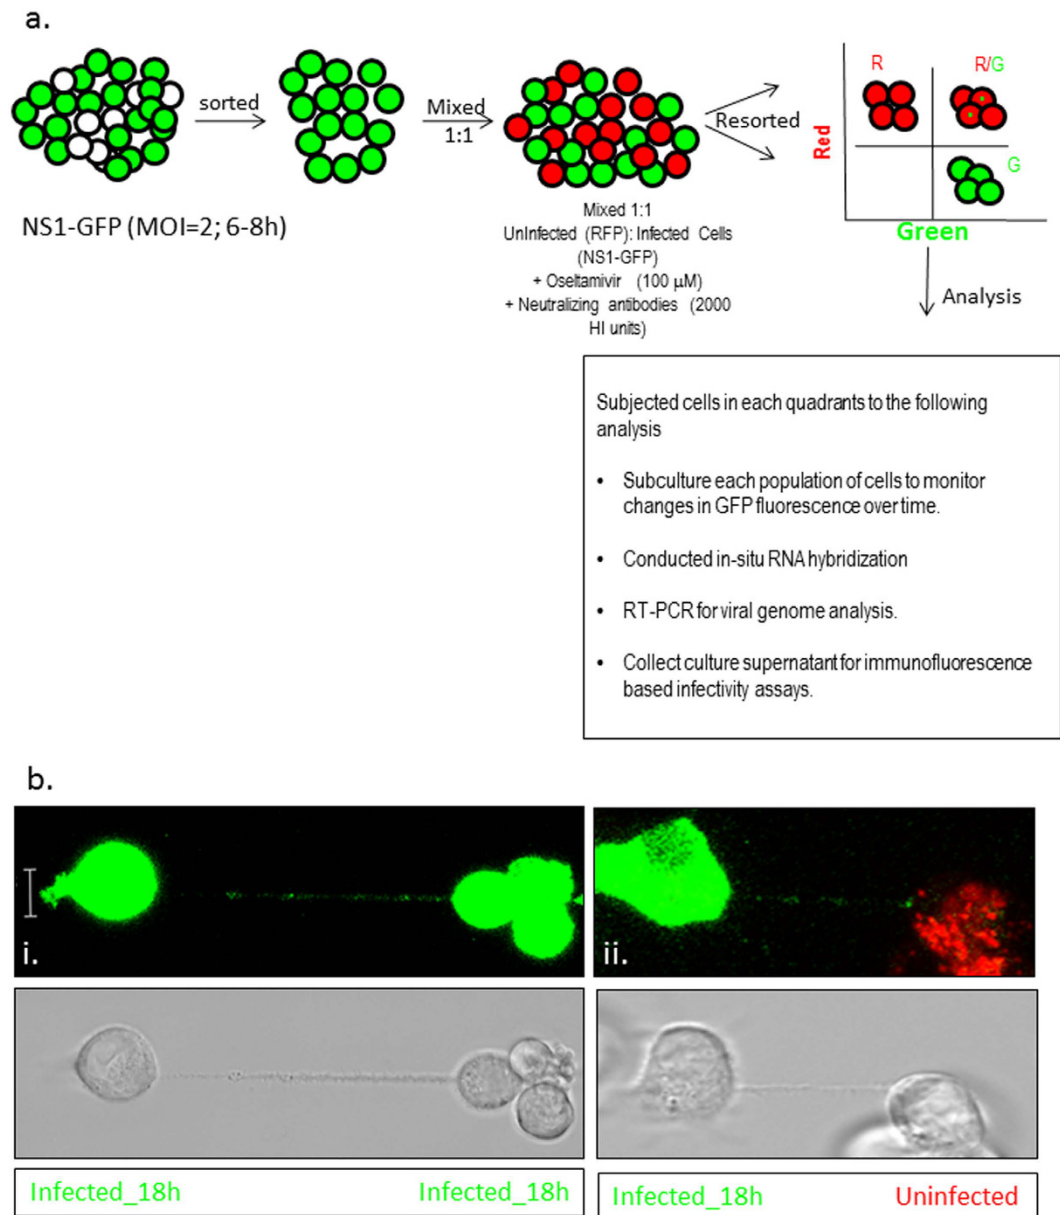 a.
sorted
Mixed
1:1
Resorted
R
R/G
G
Red
Green
NS1-GFP (MOI=2; 6-8h)
Mixed 1:1
UnInfected (RFP): Infected Cells
(NS1-GFP)
+ Oseltamivir (100 μM)
+ Neutralizing antibodies (2000
HI units)
Analysis
Subjected cells in each quadrants to the following
analysis
• Subculture each population of cells to monitor
changes in GFP fluorescence over time.
• Conducted in-situ RNA hybridization
• RT-PCR for viral genome analysis.
• Collect culture supernatant for immunofluorescence
based infectivity assays.
b.
i.
ii.
Infected_18h
Infected_18h
Infected_18h
Uninfected